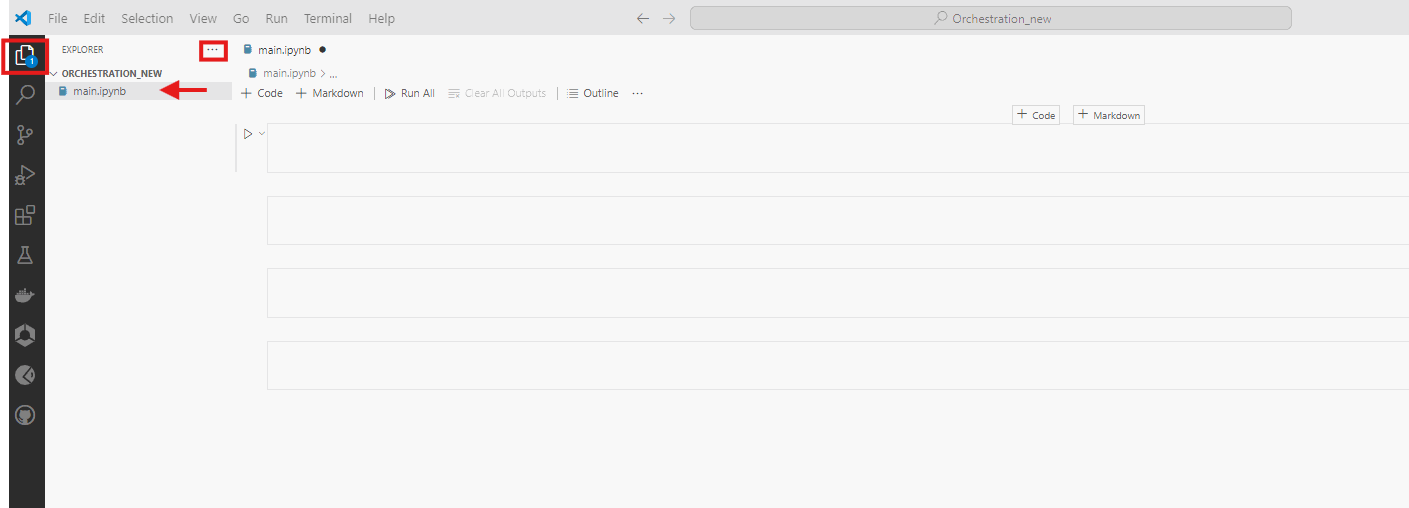 File Edit Selection View Go Run Terminal Help
Orchestration_new
EXPLORER ...
main.ipynb
1
ORCHESTRATION_NEW
main.ipynb
main.ipynb > ...
+ Code + Markdown | Run All Clear All Outputs | Outline ...
+ Code + Markdown